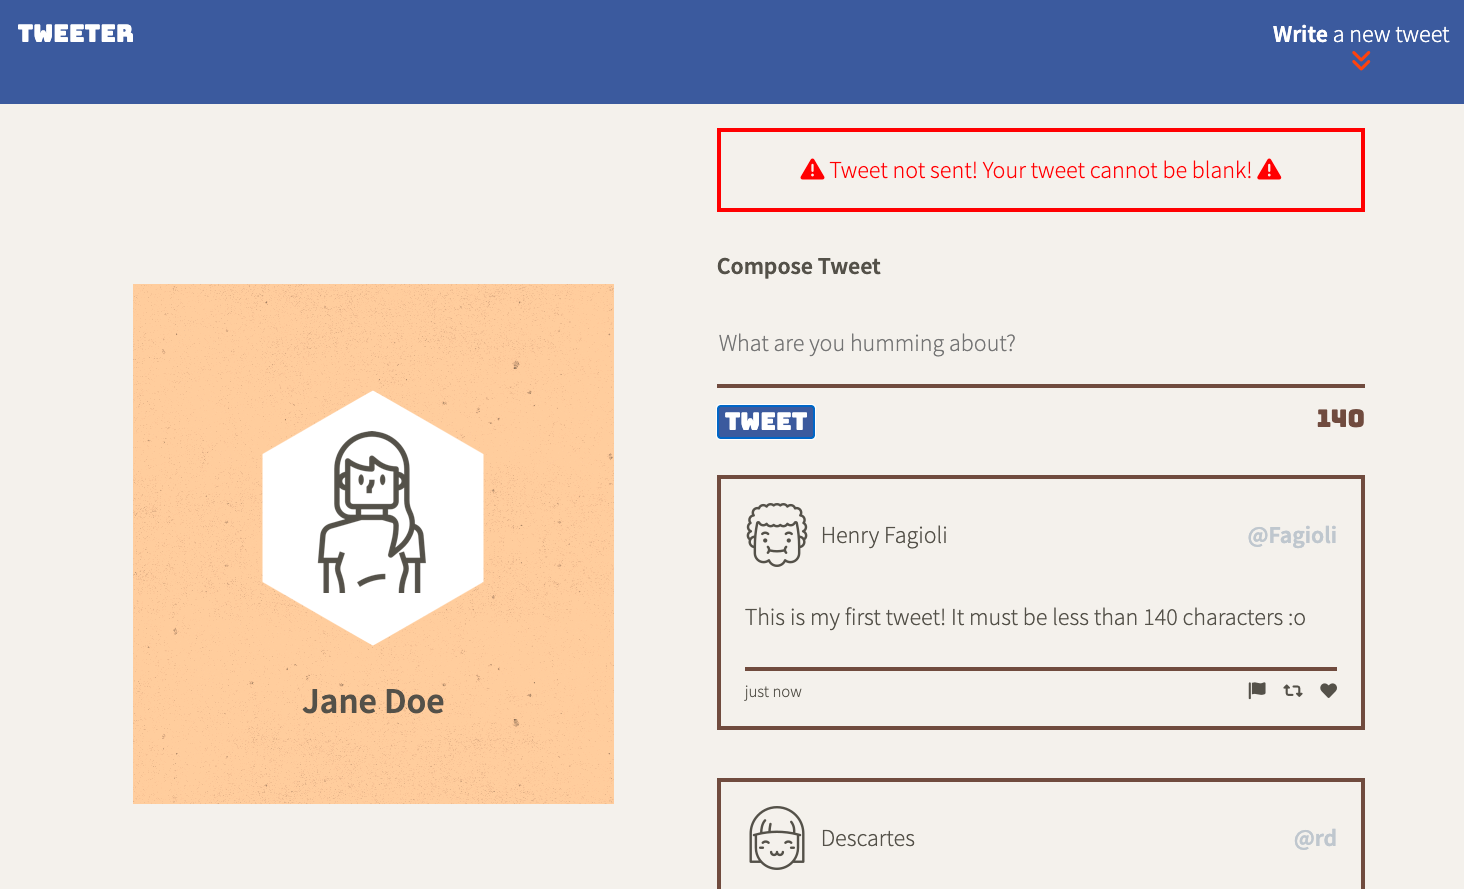 TWEETER
Write a new tweet
Tweet not sent! Your tweet cannot be blank!
Compose Tweet
What are you humming about?
TWEET
140
Jane Doe
Henry Fagioli
@Fagioli
This is my first tweet! It must be less than 140 characters :o
just now
Descartes
@rd